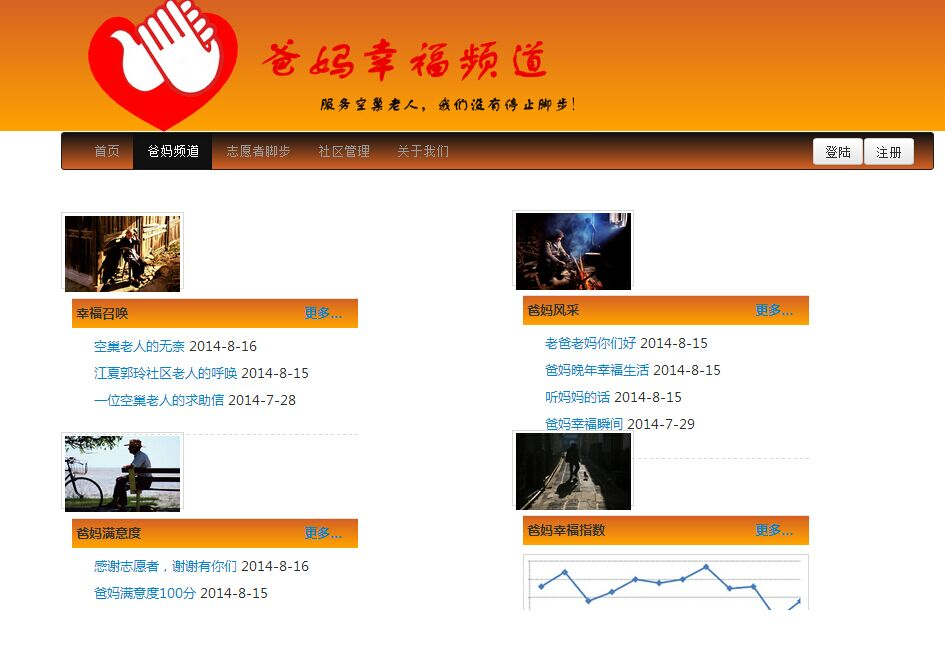 爸妈幸福频道
服务空巢老人，我们没有停止脚步！
首页 爸妈频道 志愿者脚步 社区管理 关于我们 登陆 注册
幸福召唤 更多...
空巢老人的无奈 2014-8-16
江夏郭玲社区老人的呼唤 2014-8-15
一位空巢老人的求助信 2014-7-28
爸妈风采 更多...
老爸老妈你们好 2014-8-15
爸妈晚年幸福生活 2014-8-15
听妈妈的话 2014-8-15
爸妈幸福瞬间 2014-7-29
爸妈满意度 更多...
感谢志愿者，谢谢有你们 2014-8-16
爸妈满意度100分 2014-8-15
爸妈幸福指数 更多...